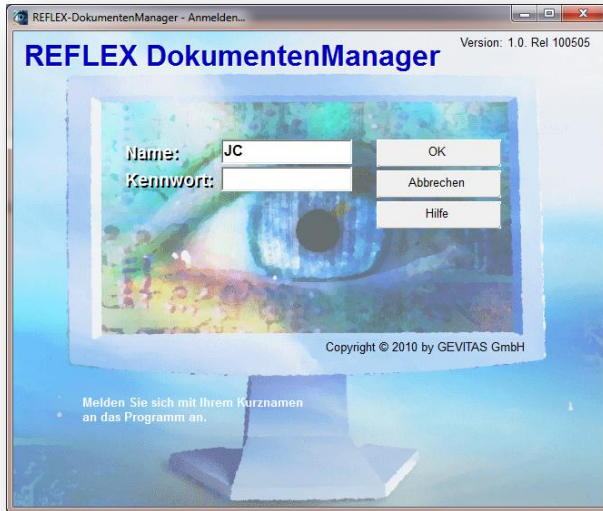 REFLEX-DokumentenManager - Anmelden...
REFLEX DokumentenManager
Version: 1.0. Rel 100505
Name:
JC
OK
Kennwort:
Abbrechen
Hilfe
Copyright © 2010 by GEVITAS GmbH
Melden Sie sich mit Ihrem Kurznamen
an das Programm an.